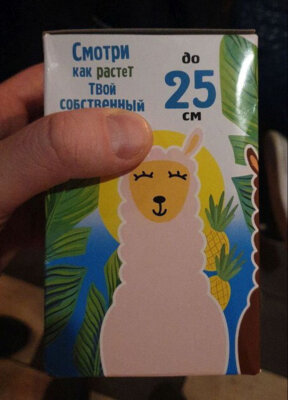 Смотри
как растет
твой
собственный
до
25
см